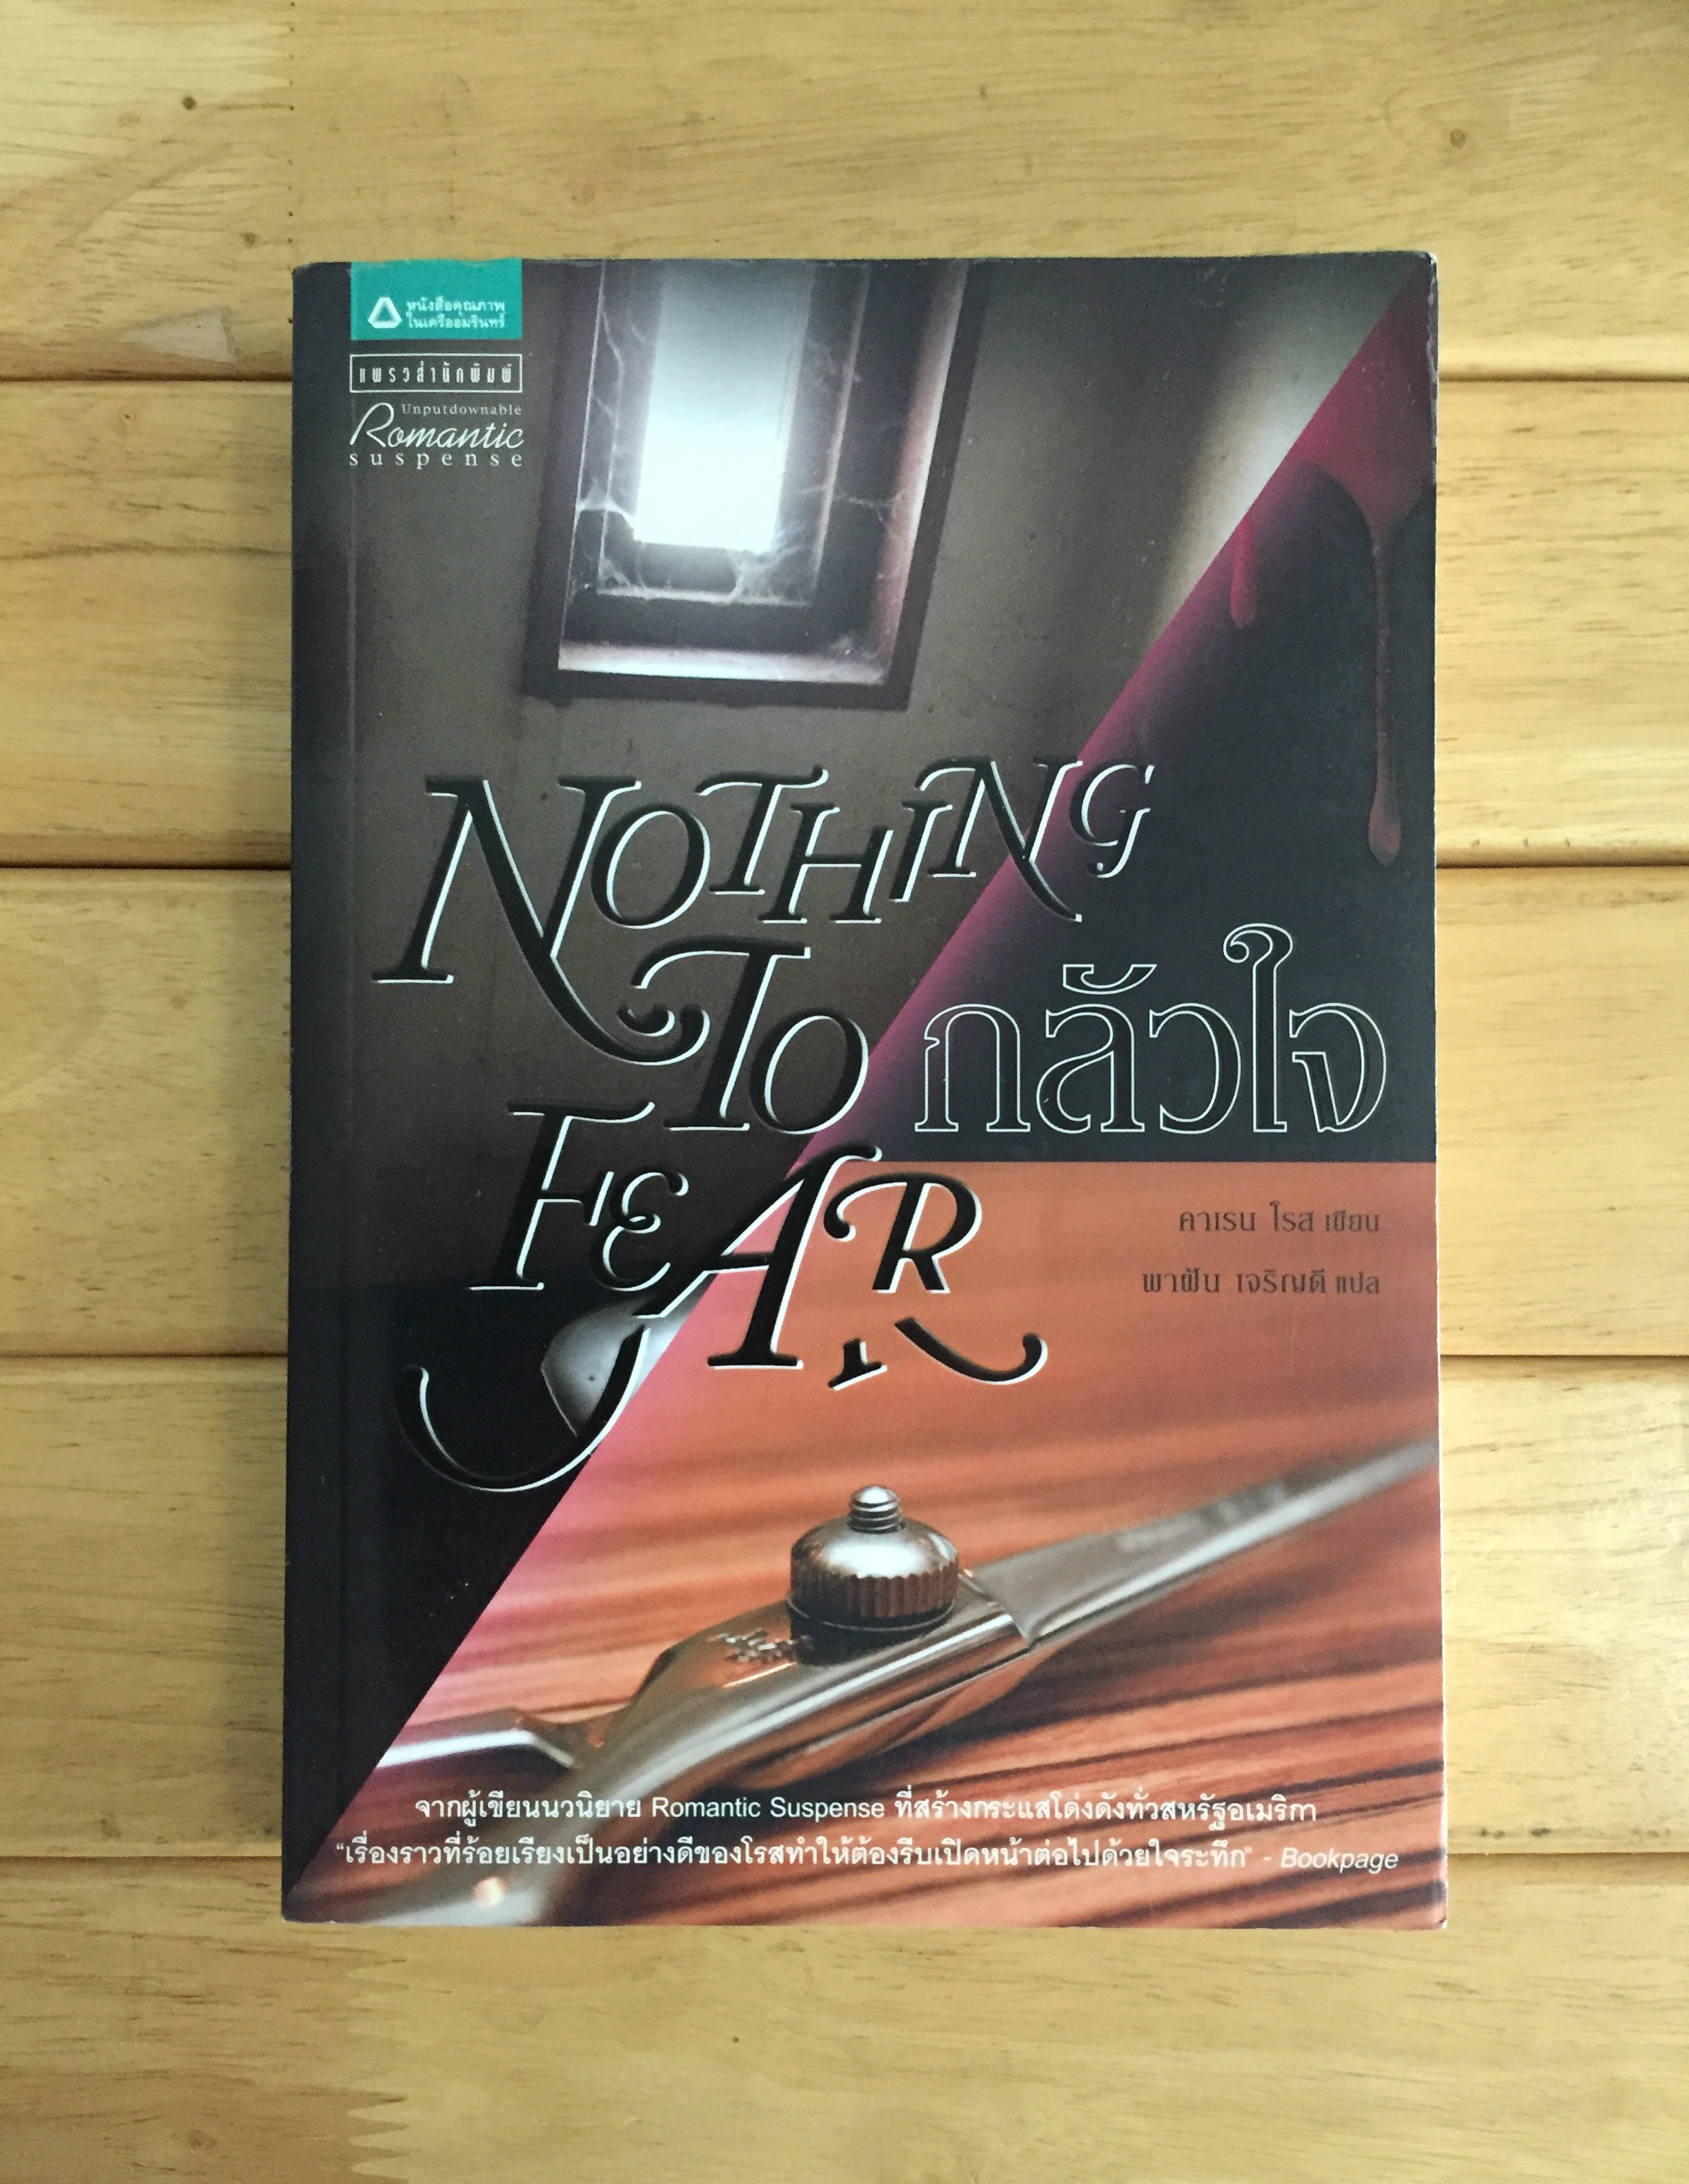 หนังสือคุณภาพ
ในเครืออมรินทร์
แพรวสำนักพิมพ์
Unputdownable
Romantic
suspense
NOTHING
TO
FEAR
กลัวใจ
คาเรน โรส เขียน
พาฝัน เจริญดี แปล
จากผู้เขียนนวนิยาย Romantic Suspense ที่สร้างกระแสโด่งดังทั่วสหรัฐอเมริกา
“เรื่องราวที่ร้อยเรียงเป็นอย่างดีของโรสทำให้ต้องรีบเปิดหน้าต่อไปด้วยใจระทึก” - Bookpage